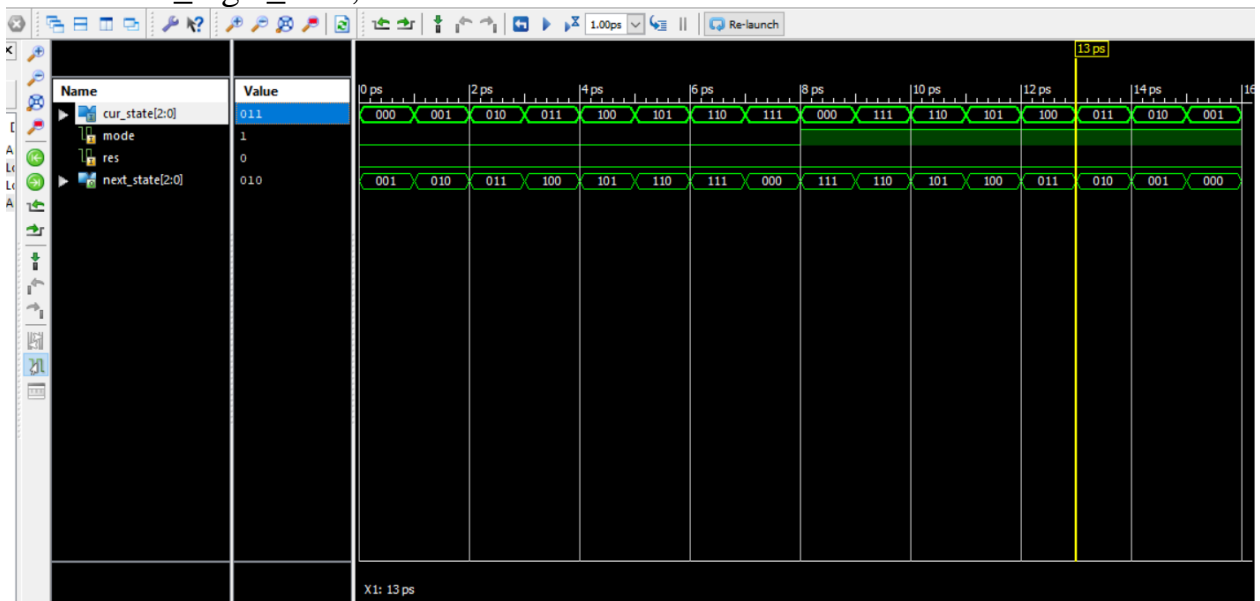 1.00ps Re-launch
13 ps
Name Value 0 ps 2 ps 4 ps 6 ps 8 ps 10 ps 12 ps 14 ps 16
cur_state[2:0] 011 000 001 010 011 100 101 110 111 000 111 110 101 100 011 010 001
mode 1
res 0
next_state[2:0] 010 001 010 011 100 101 110 111 000 111 110 101 100 011 010 001 000
X1: 13 ps